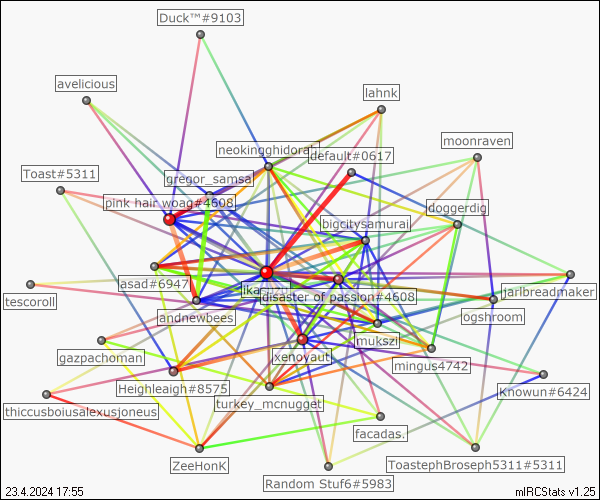 Duck™#9103
avelicious
lahnk
moonraven
neokingghidorah
default#0617
Toast#5311
gregor_samsa
pink hair woag#4608
doggerdig
bigcitysamurai
asad#6947
disaster of passion#4608
jarlbreadmaker
tescoroll
andnewbees
ogshroom
mukszi
xenoyaut
gazpachoman
mingus4742
Heighleaigh#8575
Knowun#6424
thiccusboiusalexusjoneus
turkey_mcnugget
facadas.
ZeeHonK
ToastephBroseph5311#5311
Random Stuf6#5983
23.4.2024 17:55
mIRCStats v1.25